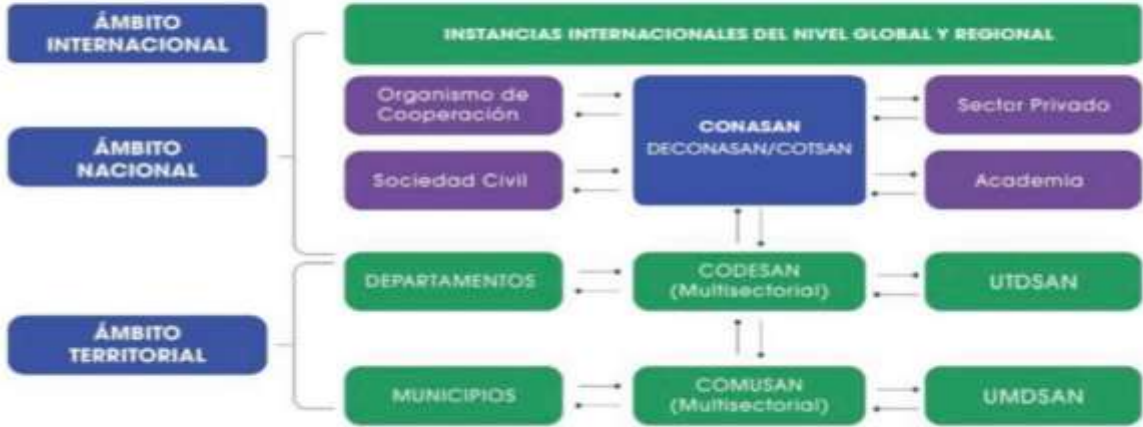 ÁMBITO
INTERNACIONAL
INSTANCIAS INTERNACIONALES DEL NIVEL GLOBAL Y REGIONAL
ÁMBITO
NACIONAL
Organismo de
Cooperación
CONASAN
DECONASAN/COTSAN
Sector Privado
Sociedad Civil
Academia
ÁMBITO
TERRITORIAL
DEPARTAMENTOS
CODESAN
(Multisectorial)
UTDSAN
MUNICIPIOS
COMUSAN
(Multisectorial)
UMDSAN